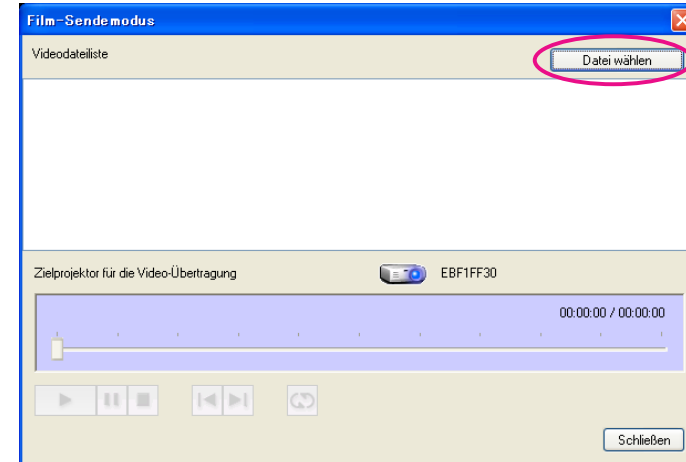 Film-Sendemodus
Videodateiliste
Datei wählen
Zielprojektor für die Video-Übertragung
EBF1FF30
00:00:00 / 00:00:00
Schließen